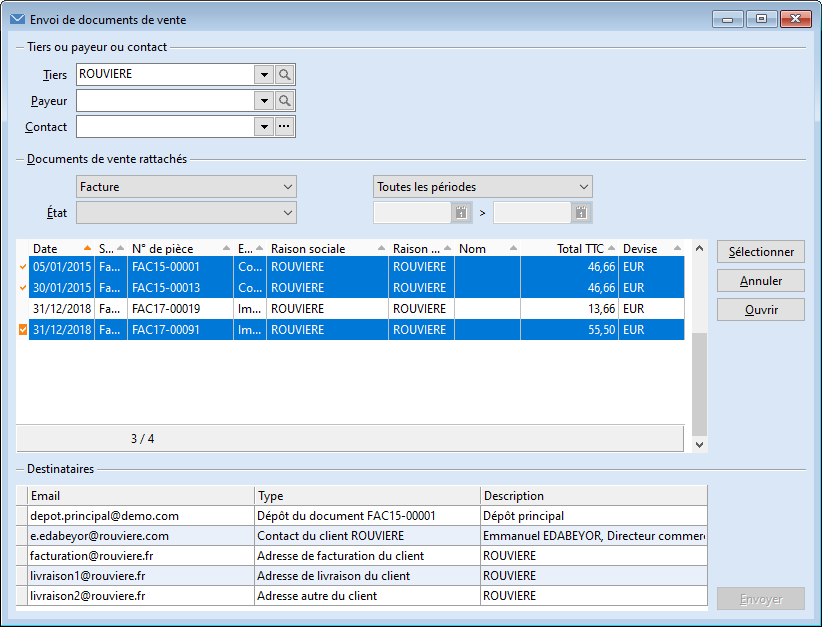 Envoi de documents de vente
Tiers ou payeur ou contact
Tiers ROUVIERE
Payeur
Contact
Documents de vente rattachés
Facture Toutes les périodes
État >
Date S... N° de pièce E... Raison sociale Raison ... Nom Total TTC Devise
05/01/2015 Fa... FAC15-00001 Co... ROUVIERE ROUVIERE 46,66 EUR
30/01/2015 Fa... FAC15-00013 Co... ROUVIERE ROUVIERE 46,66 EUR
31/12/2018 Fa... FAC17-00019 Im... ROUVIERE ROUVIERE 13,66 EUR
31/12/2018 Fa... FAC17-00091 Im... ROUVIERE ROUVIERE 55,50 EUR
3 / 4
Sélectionner
Annuler
Ouvrir
Destinataires
Email Type Description
depot.principal@demo.com Dépôt du document FAC15-00001 Dépôt principal
e.edabeyor@rouviere.com Contact du client ROUVIERE Emmanuel EDABEYOR, Directeur commer
facturation@rouviere.fr Adresse de facturation du client ROUVIERE
livraison1@rouviere.fr Adresse de livraison du client ROUVIERE
livraison2@rouviere.fr Adresse autre du client ROUVIERE
Envoyer